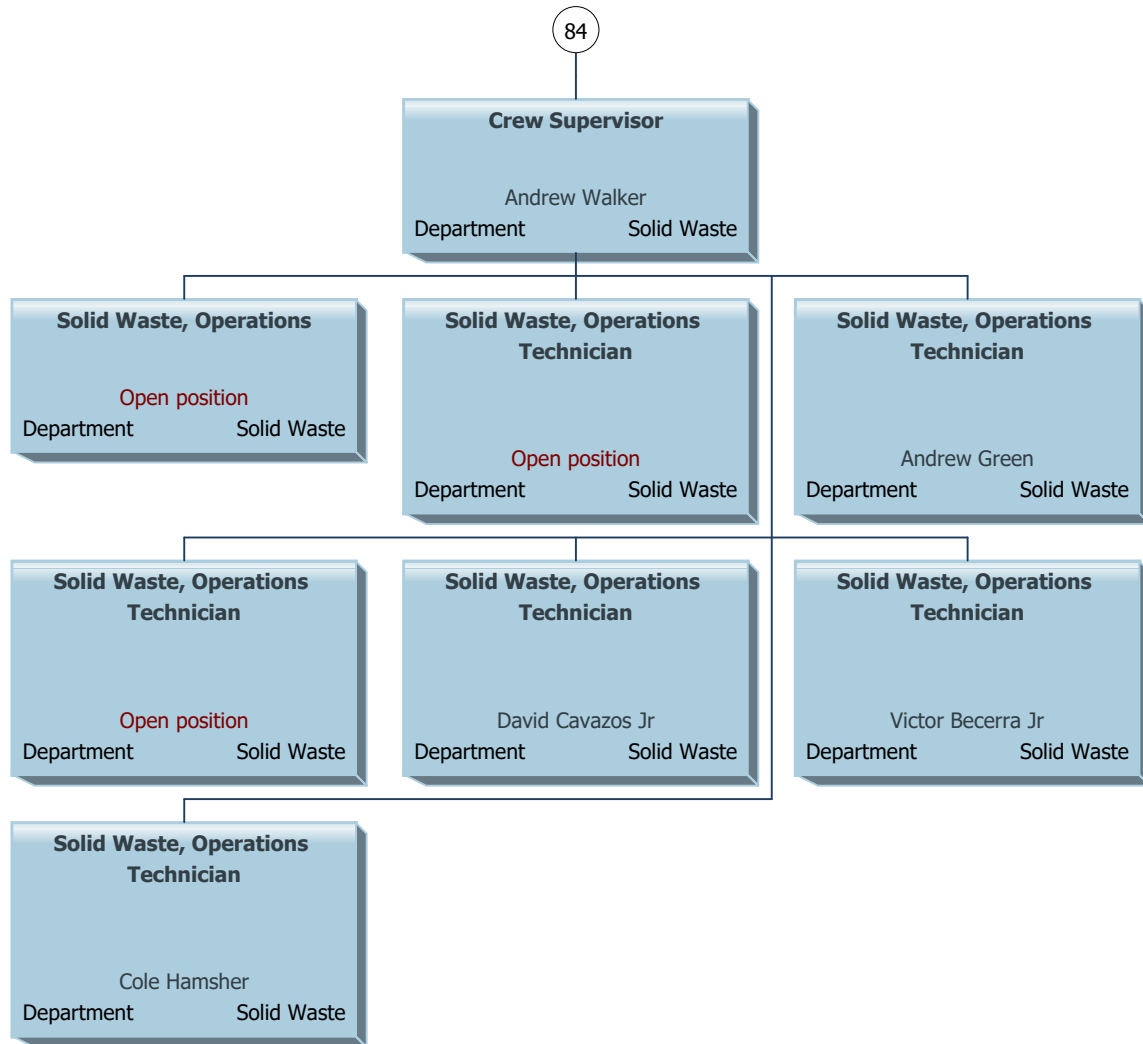 84
Crew Supervisor
Andrew Walker
Department Solid Waste
Solid Waste, Operations
Open position
Department Solid Waste
Solid Waste, Operations
Technician
Open position
Department Solid Waste
Solid Waste, Operations
Technician
Andrew Green
Department Solid Waste
Solid Waste, Operations
Technician
Open position
Department Solid Waste
Solid Waste, Operations
Technician
David Cavazos Jr
Department Solid Waste
Solid Waste, Operations
Technician
Victor Becerra Jr
Department Solid Waste
Solid Waste, Operations
Technician
Cole Hamsher
Department Solid Waste